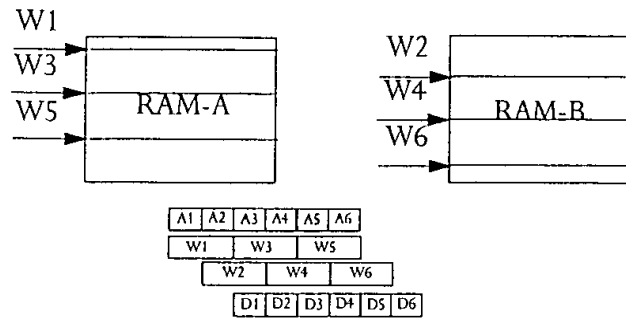 W1
W3
W5
RAM-A
W2
W4
W6
RAM-B
A1 A2 A3 A4 A5 A6
W1 W3 W5
W2 W4 W6
D1 D2 D3 D4 D5 D6